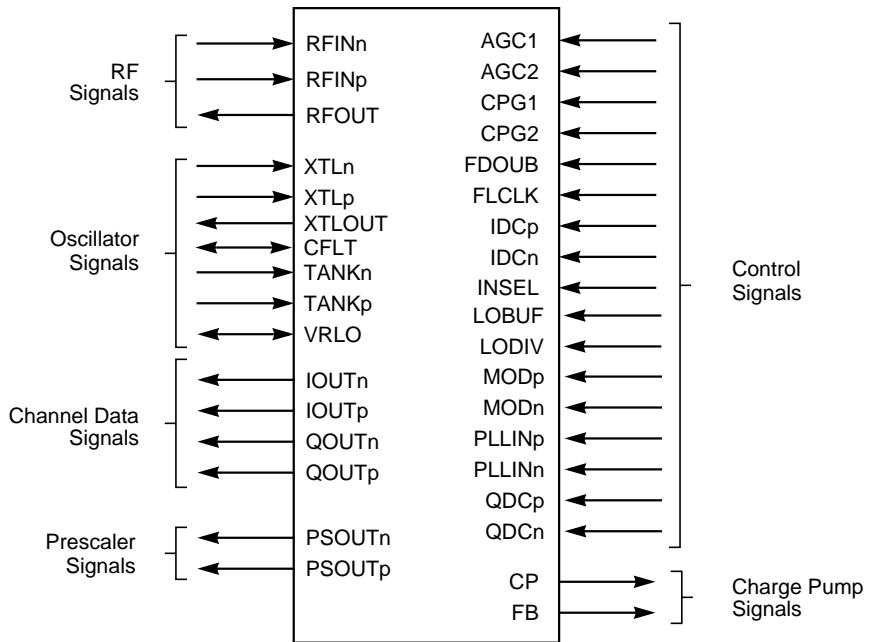 RF
Signals
RFINn
RFINp
RFOUT
Oscillator
Signals
XTLn
XTLp
XTLOUT
CFLT
TANKn
TANKp
VRLO
Channel Data
Signals
IOUTn
IOUTp
QOUTn
QOUTp
Prescaler
Signals
PSOUTn
PSOUTp
AGC1
AGC2
CPG1
CPG2
FDOUB
FLCLK
IDCp
IDCn
INSEL
LOBUF
LODIV
MODp
MODn
PLLINp
PLLINn
QDCp
QDCn
Control
Signals
CP
FB
Charge Pump
Signals